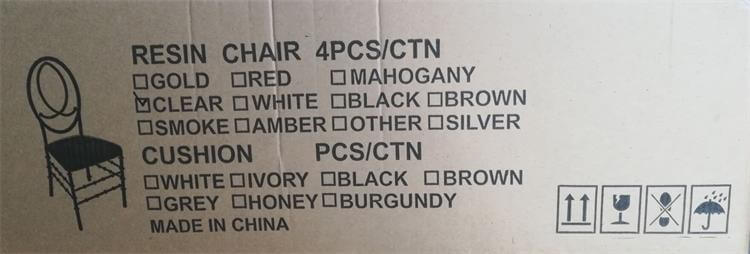 RESIN CHAIR 4PCS/CTN
☐GOLD ☐RED ☐MAHOGANY
☑CLEAR ☐WHITE ☐BLACK ☐BROWN
☐SMOKE ☐AMBER ☐OTHER ☐SILVER
CUSHION PCS/CTN
☐WHITE ☐IVORY ☐BLACK ☐BROWN
☐GREY ☐HONEY ☐BURGUNDY
MADE IN CHINA